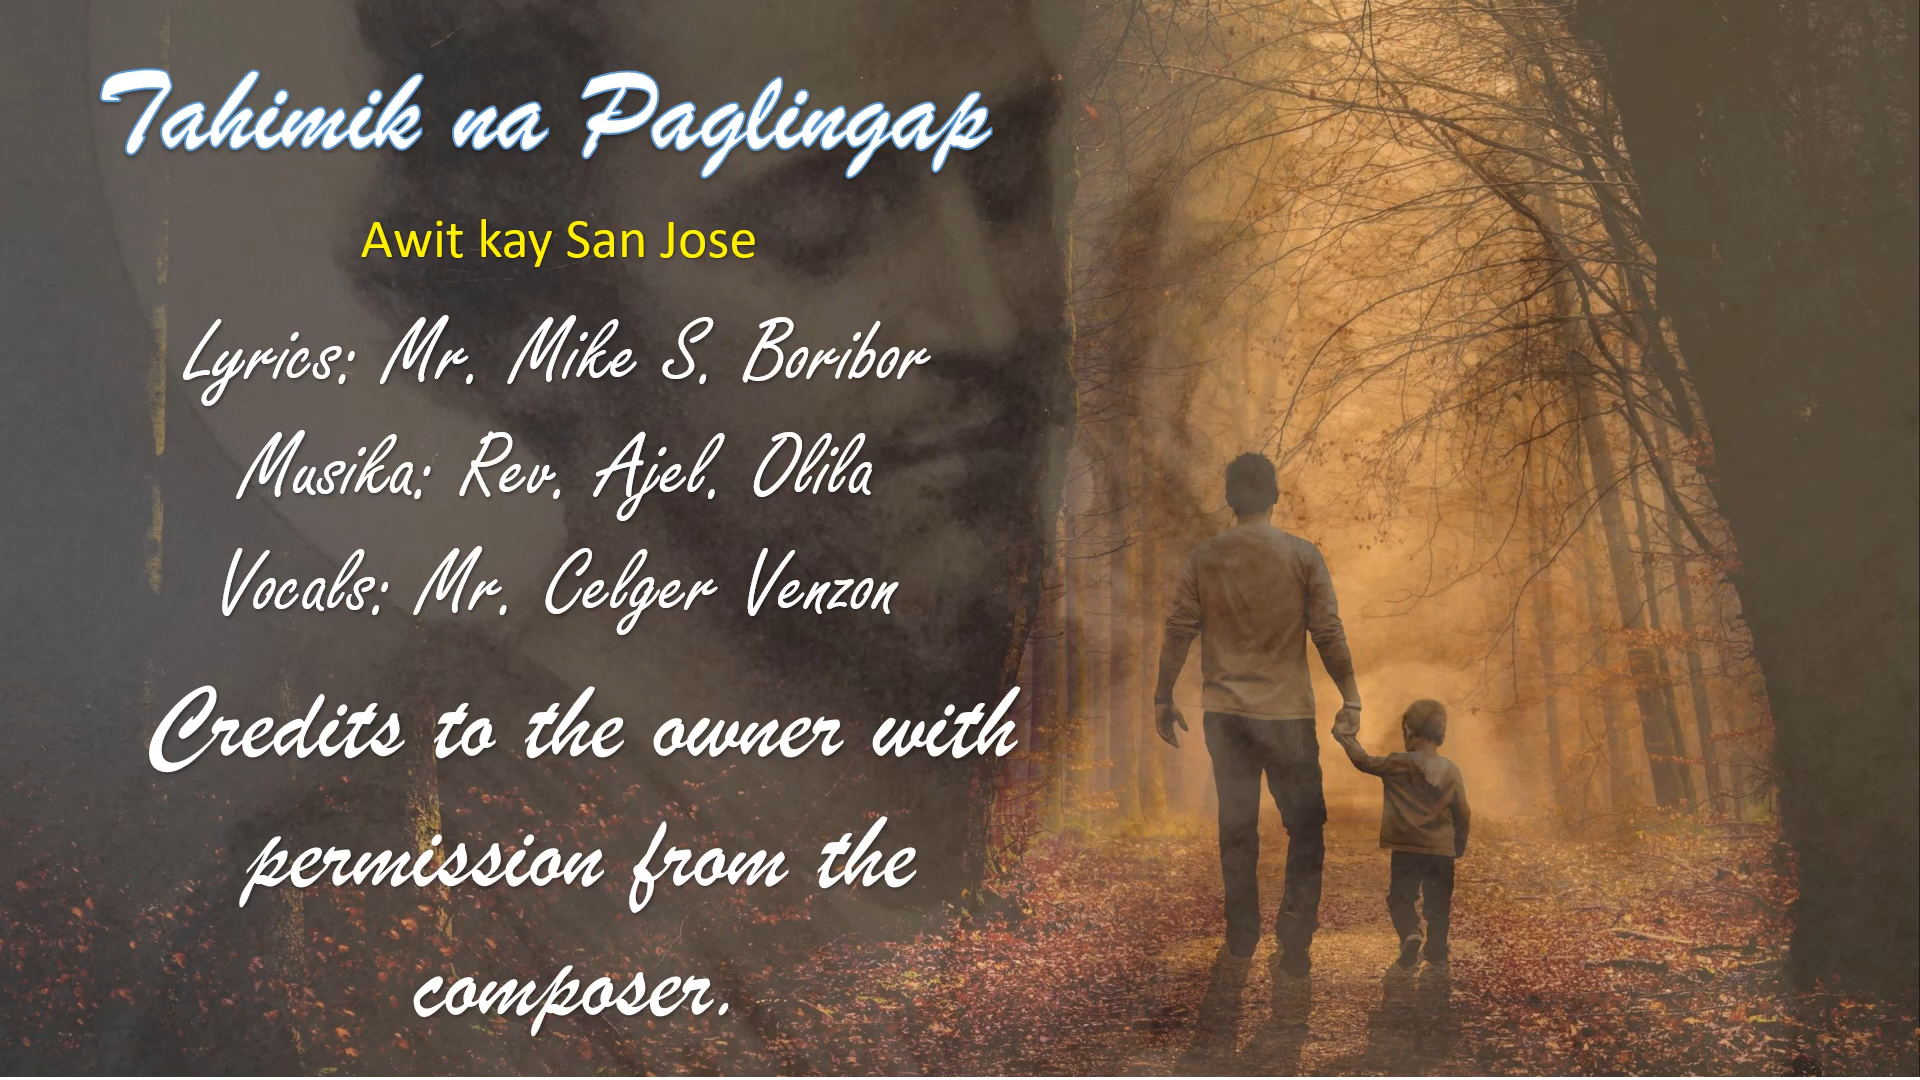 Tahimik na Paglingap
Awit kay San Jose
Lyrics: Mr. Mike S. Boribor
Musika: Rev. Ajel. Olila
Vocals: Mr. Celger Venzon
Credits to the owner with
permission from the
composer.